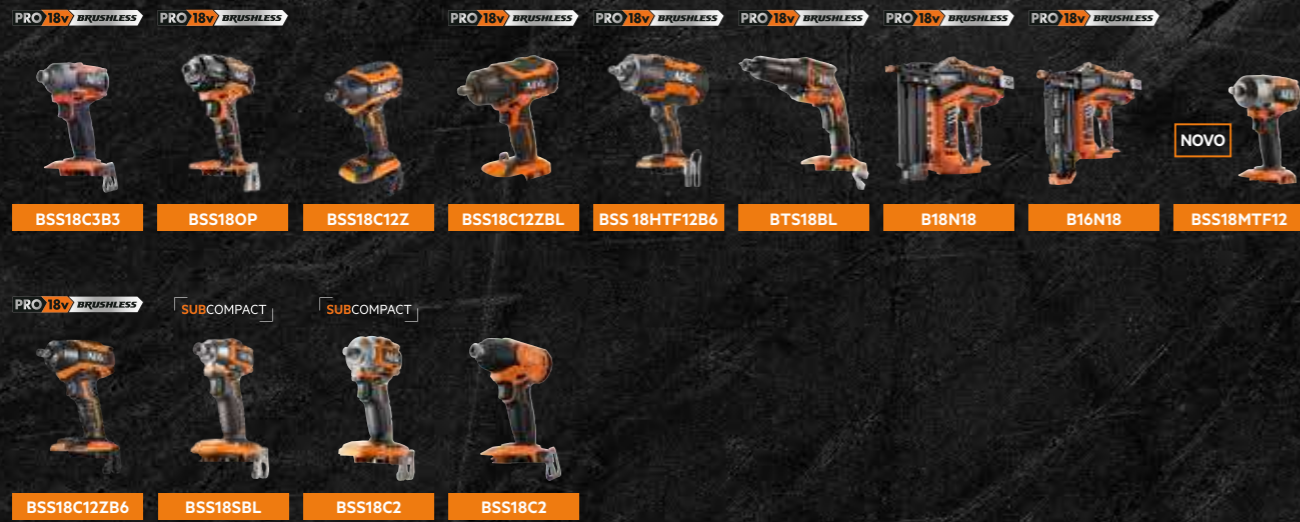 PRO 18v BRUSHLESS PRO 18v BRUSHLESS PRO 18v BRUSHLESS PRO 18v BRUSHLESS PRO 18v BRUSHLESS PRO 18v BRUSHLESS PRO 18v BRUSHLESS
NOVO
BSS18C3B3 BSS18OP BSS18C12Z BSS18C12ZBL BSS 18HTF12B6 BTS18BL B18N18 B16N18 BSS18MTF12
PRO 18v BRUSHLESS SUBCOMPACT SUBCOMPACT
AEG
BSS18C12ZB6 BSS18SBL BSS18C2 BSS18C2